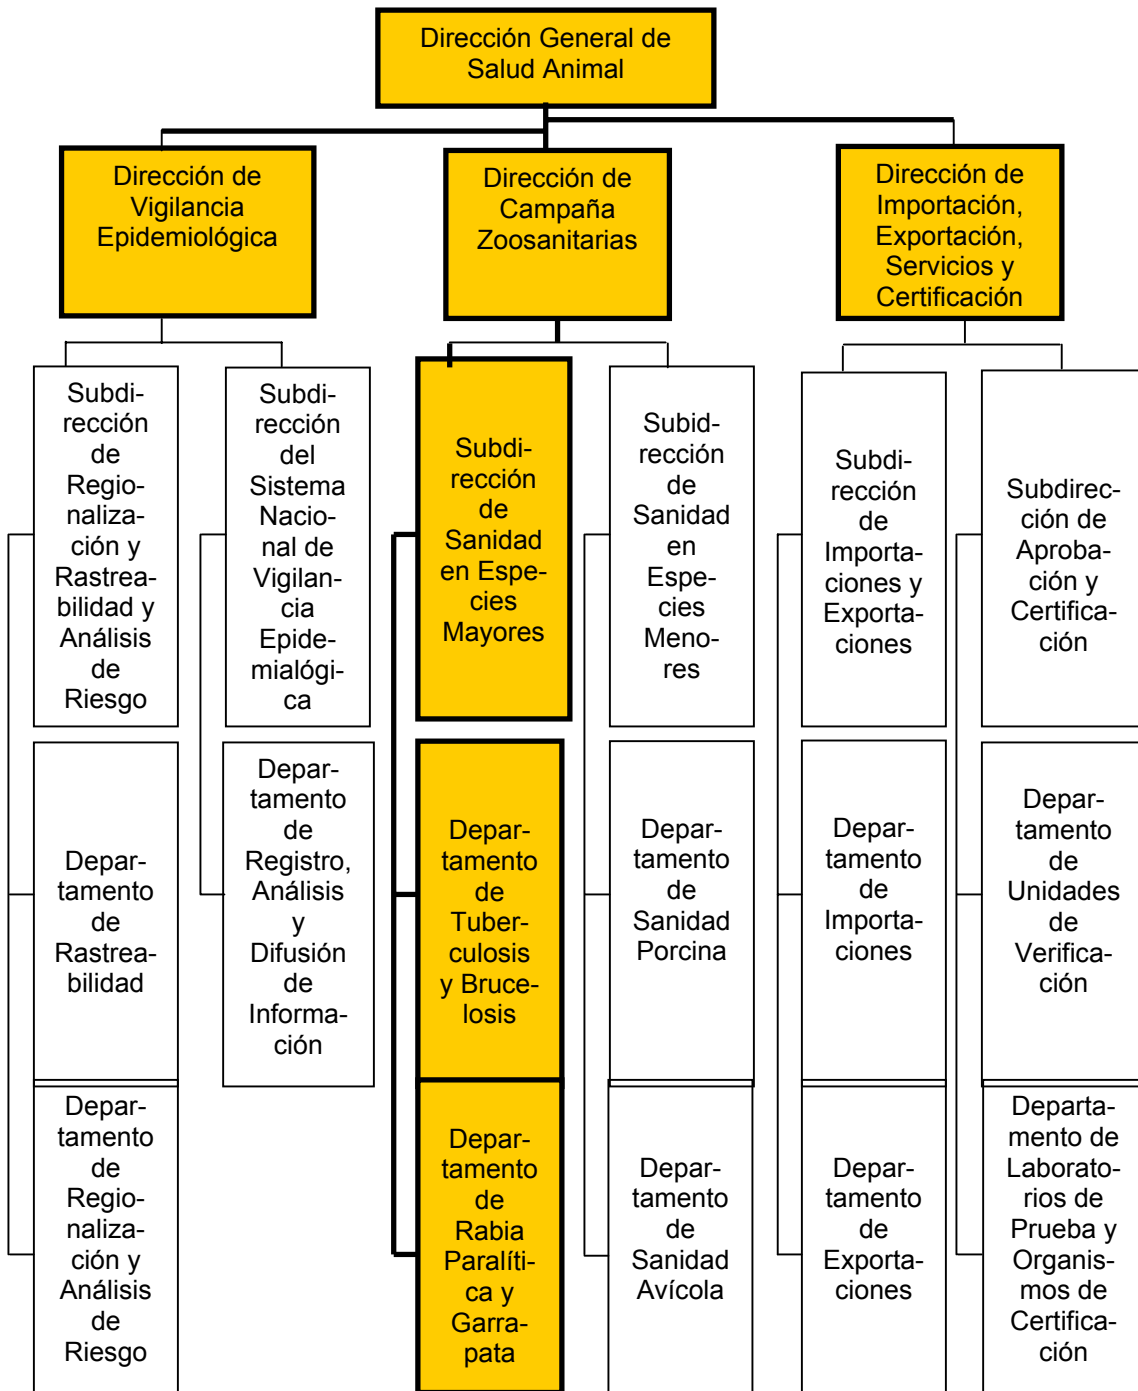 Dirección General de
Salud Animal
Dirección de
Vigilancia
Epidemiológica
Dirección de
Campaña
Zoosanitarias
Dirección de
Importación,
Exportación,
Servicios y
Certificación
Subdi-
rección
de
Regio-
naliza-
ción y
Rastrea-
bilidad y
Análisis
de
Riesgo
Subdi-
rección
del
Sistema
Nacio-
nal de
Vigilan-
cia
Epide-
mialógi-
ca
Subdi-
rección
de
Sanidad
en Espe-
cies
Mayores
Subid-
rección
de
Sanidad
en
Espe-
cies
Meno-
res
Subdi-
rección
de
Importa-
ciones y
Exporta-
ciones
Subdirec-
ción de
Aproba-
ción y
Certifica-
ción
Depar-
tamento
de
Rastrea-
bilidad
Depar-
tamento
de
Registro,
Análisis
y
Difusión
de
Informa-
ción
Depar-
tamento
de
Tuber-
culosis
y Bruce-
losis
Depar-
tamento
de
Sanidad
Porcina
Depar-
tamento
de
Importa-
ciones
Depar-
tamento
de
Unidades
de
Verifica-
ción
Depar-
tamento
de
Regio-
naliza-
ción y
Análisis
de
Riesgo
Depar-
tamento
de
Rabia
Paralíti-
ca y
Garra-
pata
Depar-
tamento
de
Sanidad
Avícola
Depar-
tamento
de
Exporta-
ciones
Departa-
mento de
Laborato-
rios de
Prueba y
Organis-
mos de
Certifica-
ción